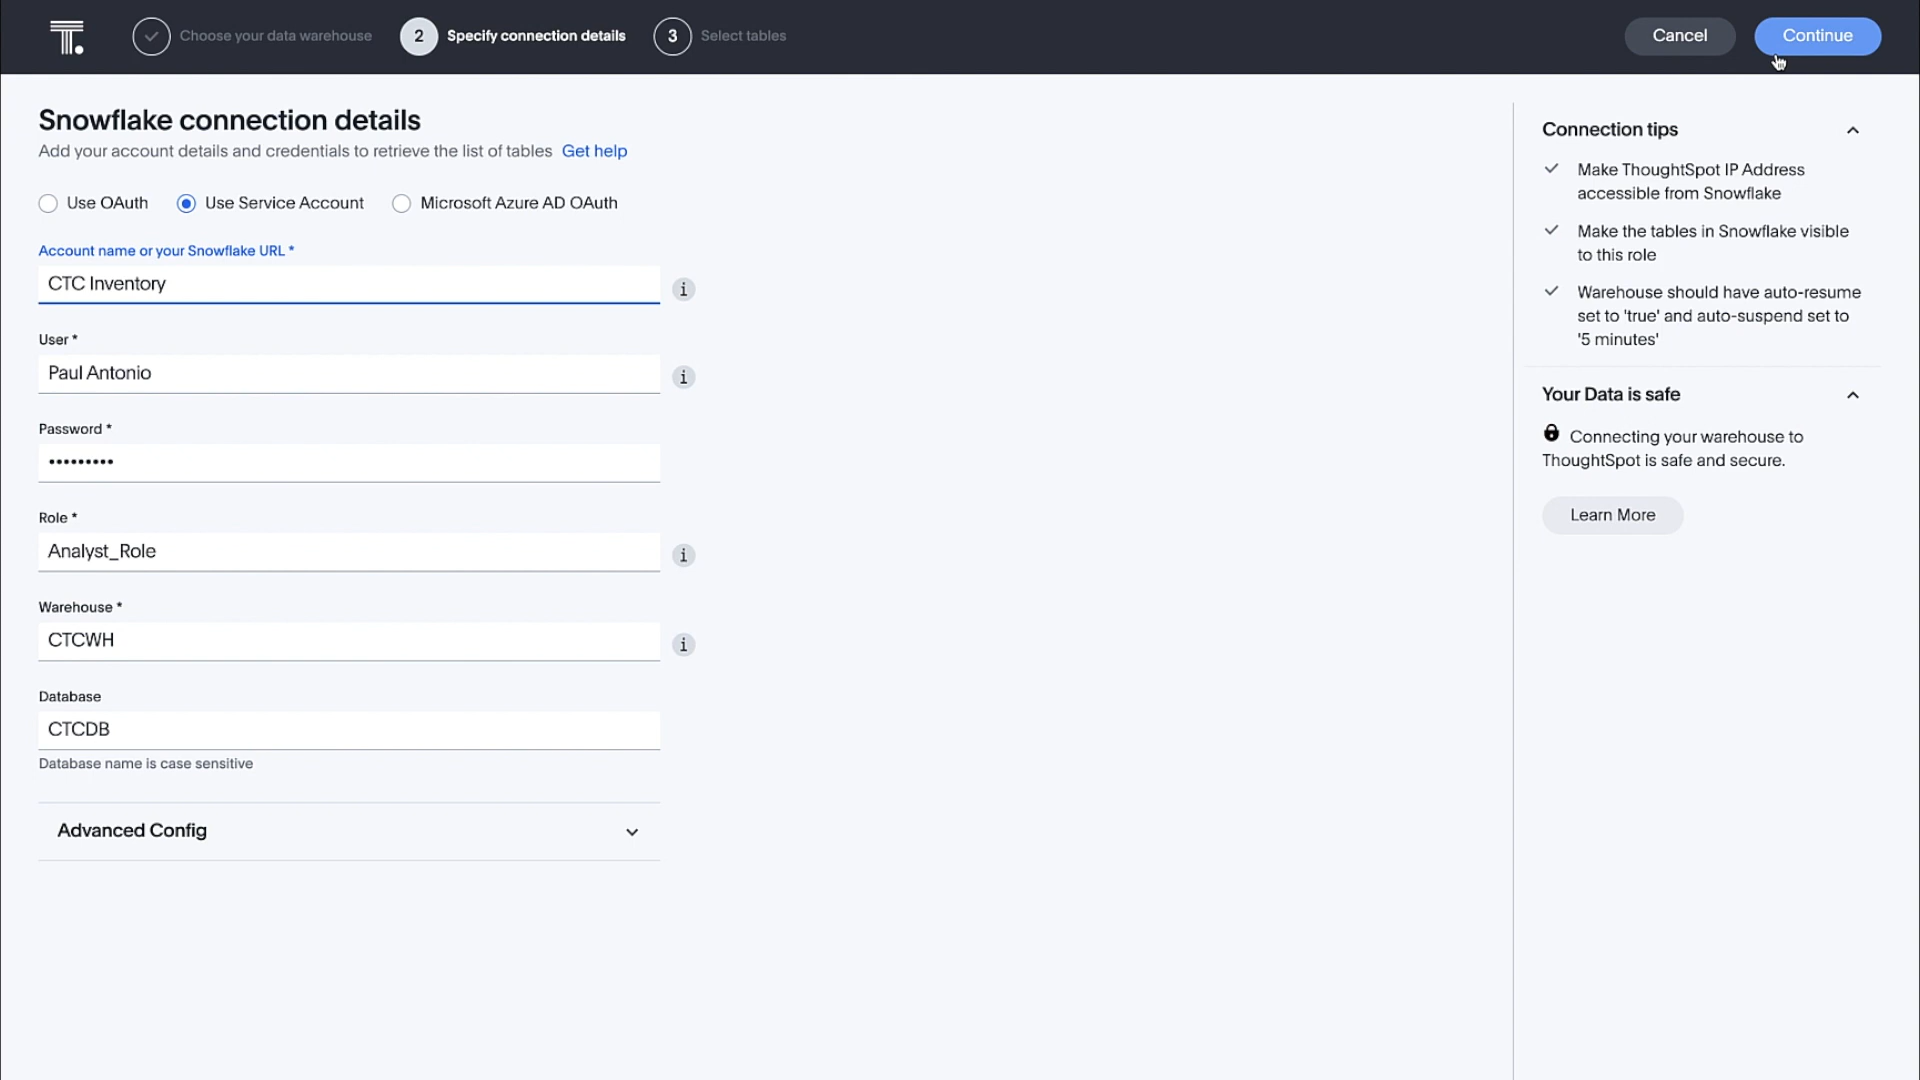 T.
Choose your data warehouse
2 Specify connection details
3 Select tables
Cancel
Continue
Snowflake connection details
Add your account details and credentials to retrieve the list of tables Get help
Use OAuth
Use Service Account
Microsoft Azure AD OAuth
Account name or your Snowflake URL *
CTC Inventory
i
User *
Paul Antonio
i
Password *
•••••••••
Role *
Analyst_Role
i
Warehouse *
CTCWH
i
Database
CTCDB
Database name is case sensitive
Advanced Config
Connection tips
Make ThoughtSpot IP Address
accessible from Snowflake
Make the tables in Snowflake visible
to this role
Warehouse should have auto-resume
set to 'true' and auto-suspend set to
'5 minutes'
Your Data is safe
Connecting your warehouse to
ThoughtSpot is safe and secure.
Learn More